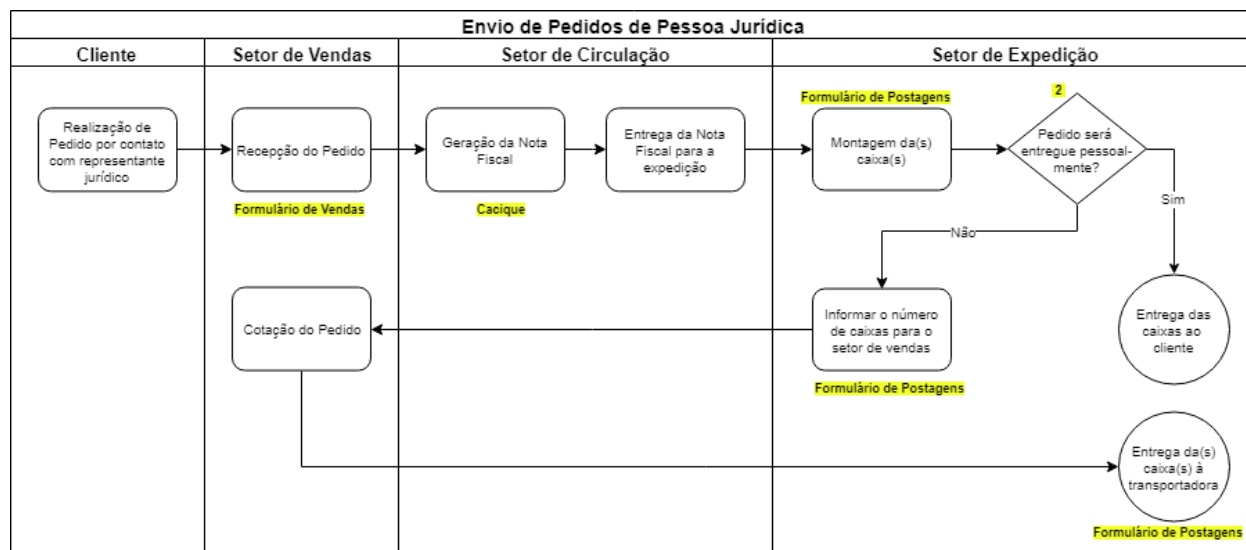 Envio de Pedidos de Pessoa Jurídica
Cliente
Setor de Vendas
Setor de Circulação
Setor de Expedição
Realização de
Pedido por contato
com representante
jurídico
Recepção do Pedido
Formulário de Vendas
Geração da Nota
Fiscal
Cacique
Entrega da Nota
Fiscal para a
expedição
Formulário de Postagens
Montagem da(s)
caixa(s)
2
Pedido será
entregue pessoal-
mente?
Sim
Não
Cotação do Pedido
Informar o número
de caixas para o
setor de vendas
Formulário de Postagens
Entrega das
caixas ao
cliente
Entrega da(s)
caixa(s) à
transportadora
Formulário de Postagens